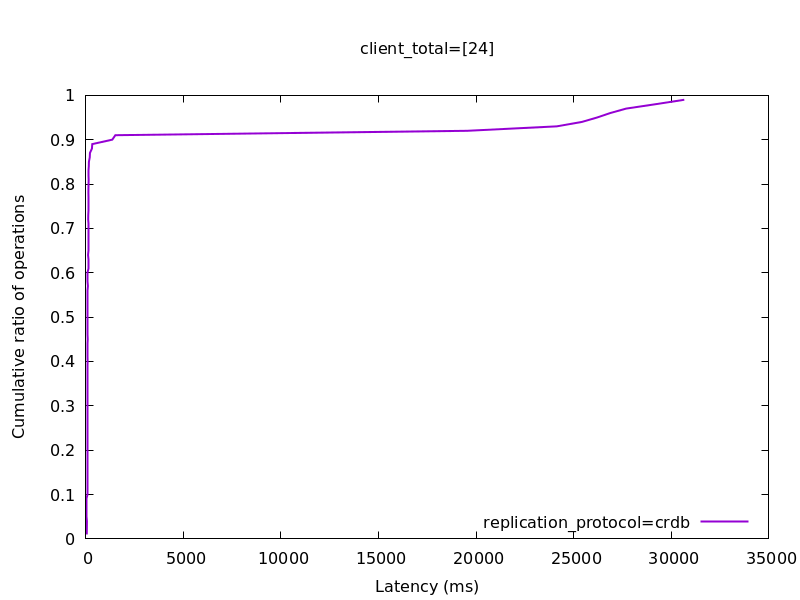 client_total=[24]
1
0.9
0.8
0.7
0.6
0.5
0.4
0.3
0.2
0.1
0
Cumulative ratio of operations
replication_protocol=crdb
0 5000 10000 15000 20000 25000 30000 35000
Latency (ms)